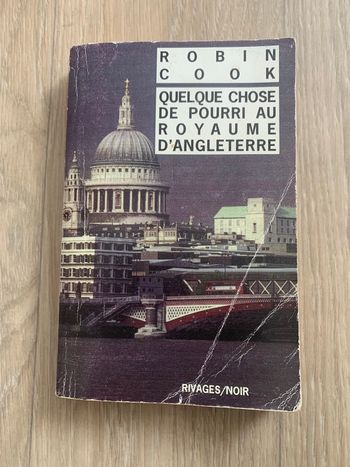 ROBIN
COOK
QUELQUE CHOSE
DE POURRI AU
ROYAUME
D'ANGLETERRE
RIVAGES/NOIR